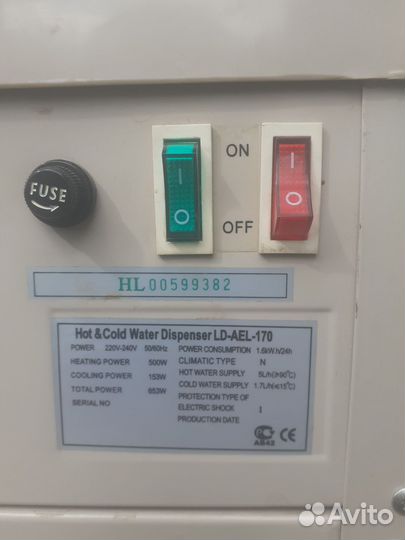 FUSE
ON
OFF
HL00599382
Hot & Cold Water Dispenser LD-AEL-170
POWER 220V-240V 50/60Hz
HEATING POWER 500W
COOLING POWER 153W
TOTAL POWER 653W
SERIAL NO
POWER CONSUMPTION 1.6kW.h/24h
CLIMATIC TYPE N
HOT WATER SUPPLY 5L/h(≥90°C)
COLD WATER SUPPLY 1.7L/h(≤15°C)
PROTECTION TYPE OF
ELECTRIC SHOCK I
PRODUCTION DATE
Avito